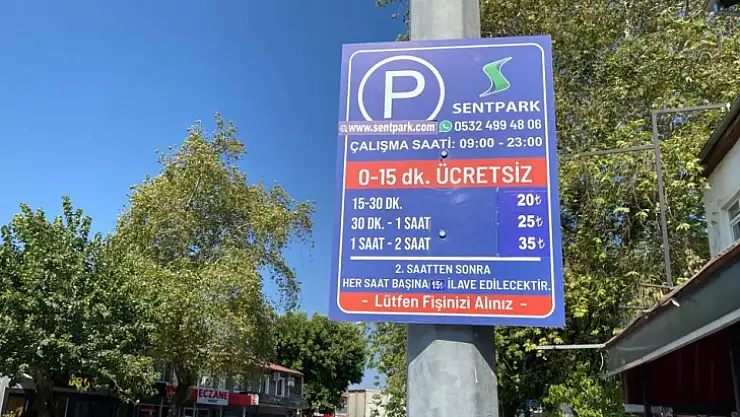 P
SENTPARK
www.sentpark.com 0532 499 48 06
ÇALIŞMA SAATİ: 09:00 - 23:00
0-15 dk. ÜCRETSİZ
15-30 DK. 20₺
30 DK. - 1 SAAT 25₺
1 SAAT - 2 SAAT 35₺
2. SAATTEN SONRA
HER SAAT BAŞINA 15₺ İLAVE EDİLECEKTİR.
- Lütfen Fişinizi Alınız -
ECZANE